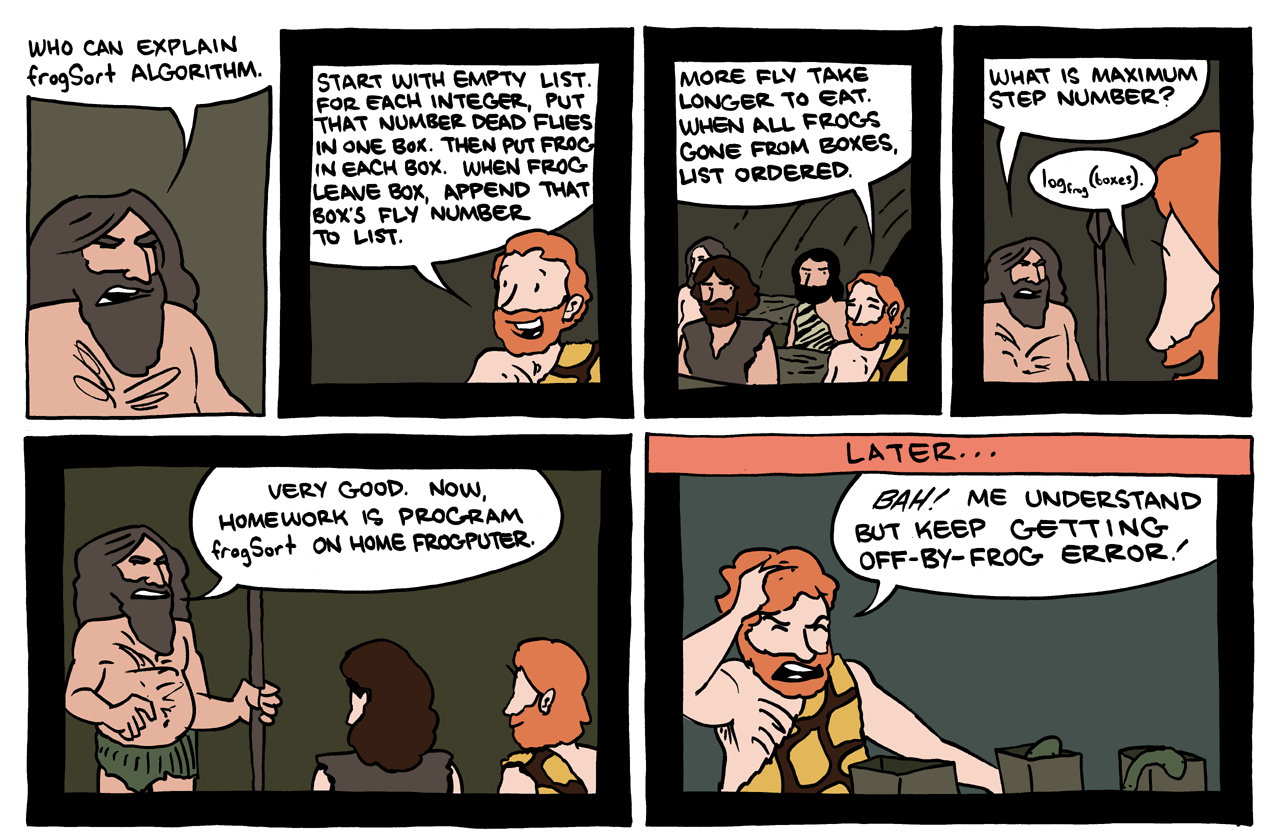 WHO CAN EXPLAIN
frogSort ALGORITHM.
START WITH EMPTY LIST.
FOR EACH INTEGER, PUT
THAT NUMBER DEAD FLIES
IN ONE BOX. THEN PUT FROG
IN EACH BOX. WHEN FROG
LEAVE BOX, APPEND THAT
BOX'S FLY NUMBER
TO LIST.
MORE FLY TAKE
LONGER TO EAT.
WHEN ALL FROGS
GONE FROM BOXES,
LIST ORDERED.
WHAT IS MAXIMUM
STEP NUMBER?
log_frog(boxes).
VERY GOOD. NOW,
HOMEWORK IS PROGRAM
frogSort ON HOME FROGPUTER.
LATER...
BAH! ME UNDERSTAND
BUT KEEP GETTING
OFF-BY-FROG ERROR!